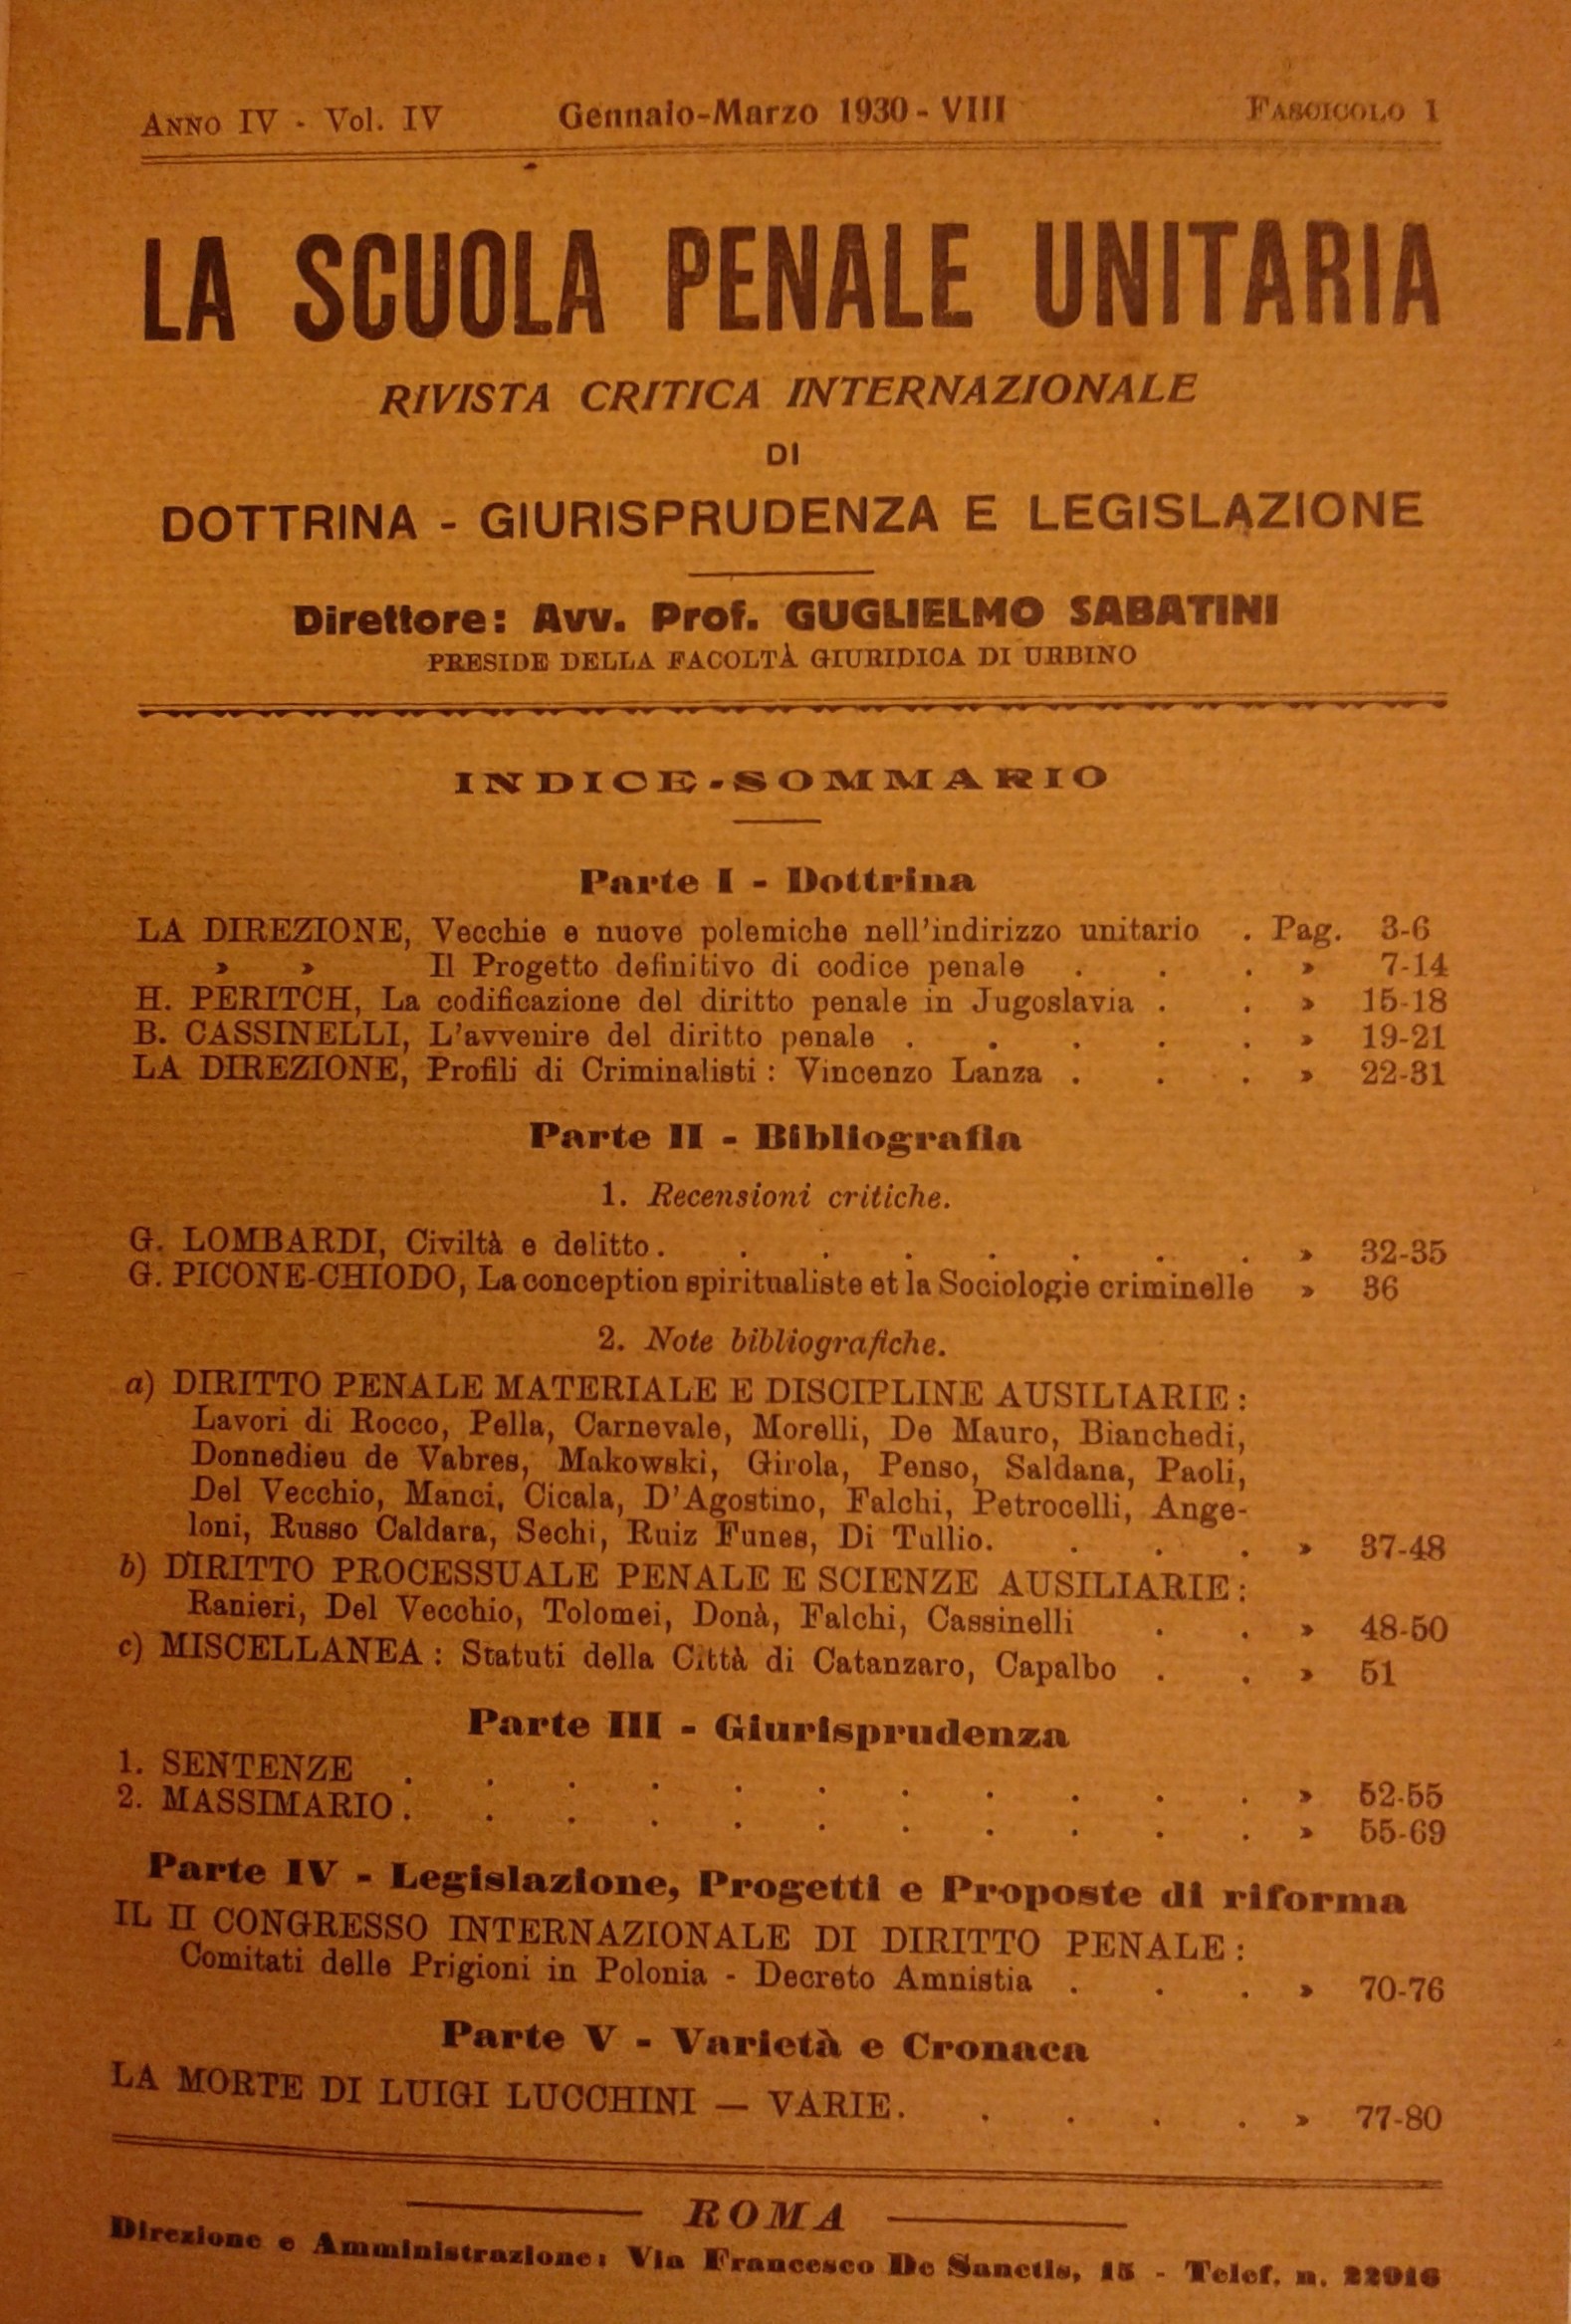 ANNO IV - Vol. IV Gennaio-Marzo 1930 - VIII FASCICOLO 1
LA SCUOLA PENALE UNITARIA
RIVISTA CRITICA INTERNAZIONALE
DI
DOTTRINA - GIURISPRUDENZA E LEGISLAZIONE
Direttore: Avv. Prof. GUGLIELMO SABATINI
PRESIDE DELLA FACOLTÀ GIURIDICA DI URBINO
INDICE-SOMMARIO
Parte I - Dottrina
LA DIREZIONE, Vecchie e nuove polemiche nell'indirizzo unitario . Pag. 3-6
» » Il Progetto definitivo di codice penale . . . » 7-14
H. PERITCH, La codificazione del diritto penale in Jugoslavia . . » 15-18
B. CASSINELLI, L'avvenire del diritto penale . . . . . » 19-21
LA DIREZIONE, Profili di Criminalisti : Vincenzo Lanza . . . » 22-31
Parte II - Bibliografia
1. Recensioni critiche.
G. LOMBARDI, Civiltà e delitto . . . . . . . . » 32-35
G. PICONE-CHIODO, La conception spiritualiste et la Sociologie criminelle » 36
2. Note bibliografiche.
a) DIRITTO PENALE MATERIALE E DISCIPLINE AUSILIARIE :
Lavori di Rocco, Pella, Carnevale, Morelli, De Mauro, Bianchedi,
Donnedieu de Vabres, Makowski, Girola, Penso, Saldana, Paoli,
Del Vecchio, Manci, Cicala, D'Agostino, Falchi, Petrocelli, Ange-
loni, Russo Caldara, Sechi, Ruiz Funes, Di Tullio. . . . » 37-48
b) DIRITTO PROCESSUALE PENALE E SCIENZE AUSILIARIE :
Ranieri, Del Vecchio, Tolomei, Donà, Falchi, Cassinelli . . » 48-50
c) MISCELLANEA : Statuti della Città di Catanzaro, Capalbo . . » 51
Parte III - Giurisprudenza
1. SENTENZE . . . . . . . . . . . » 52-55
2. MASSIMARIO . . . . . . . . . . . » 55-69
Parte IV - Legislazione, Progetti e Proposte di riforma
IL II CONGRESSO INTERNAZIONALE DI DIRITTO PENALE :
Comitati delle Prigioni in Polonia - Decreto Amnistia . . . » 70-76
Parte V - Varietà e Cronaca
LA MORTE DI LUIGI LUCCHINI — VARIE. . . . . » 77-80
ROMA
Direzione e Amministrazione: Via Francesco De Sanctis, 15 - Telef. n. 22016